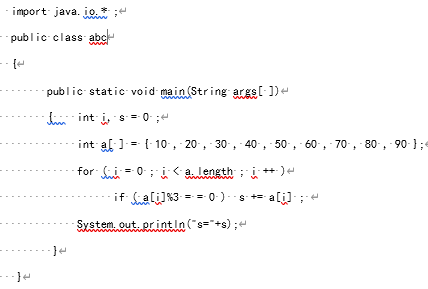 import java.io.* ;
public class abc
{
public static void main(String args[ ])
{ int i, s = 0 ;
int a[ ] = { 10 , 20 , 30 , 40 , 50 , 60 , 70 , 80 , 90 };
for ( i = 0 ; i < a.length ; i ++ )
if ( a[i]%3 = = 0 ) s += a[i] ;
System.out.println("s="+s);
}
}